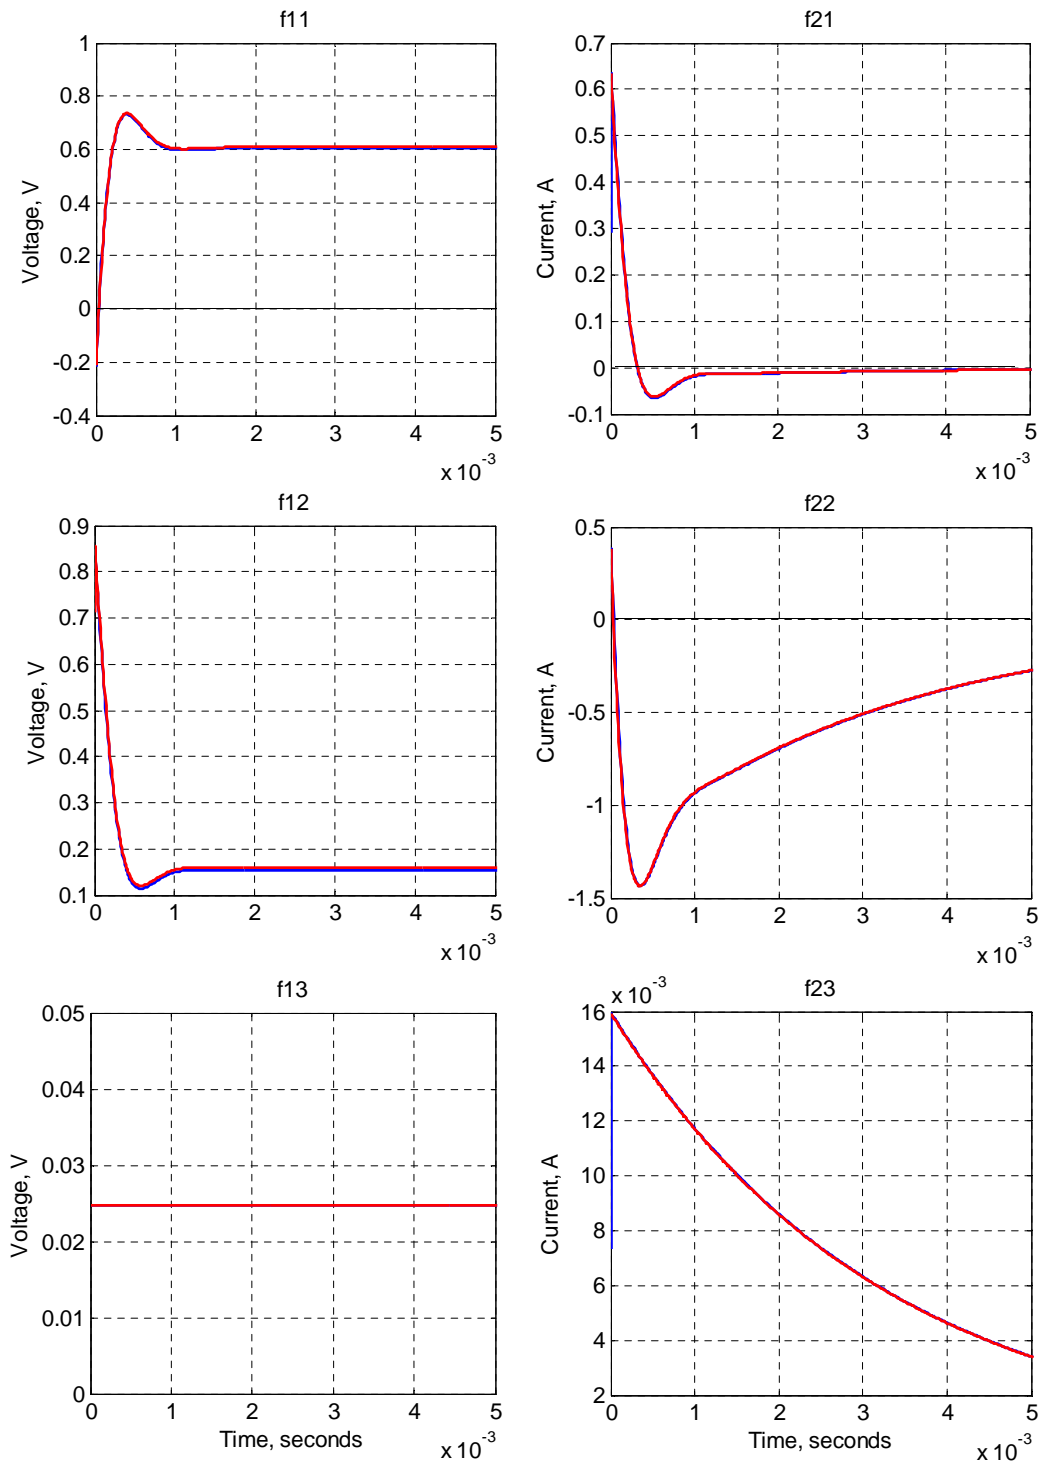 f11
1
0.8
0.6
0.4
0.2
0
-0.2
-0.4
Voltage, V
0 1 2 3 4 5
x 10-3
f21
0.7
0.6
0.5
0.4
0.3
0.2
0.1
0
-0.1
Current, A
0 1 2 3 4 5
x 10-3
f12
0.9
0.8
0.7
0.6
0.5
0.4
0.3
0.2
0.1
Voltage, V
0 1 2 3 4 5
x 10-3
f22
0.5
0
-0.5
-1
-1.5
Current, A
0 1 2 3 4 5
x 10-3
f13
0.05
0.04
0.03
0.02
0.01
0
Voltage, V
0 1 2 3 4 5
Time, seconds
x 10-3
x 10-3
f23
16
14
12
10
8
6
4
2
Current, A
0 1 2 3 4 5
Time, seconds
x 10-3